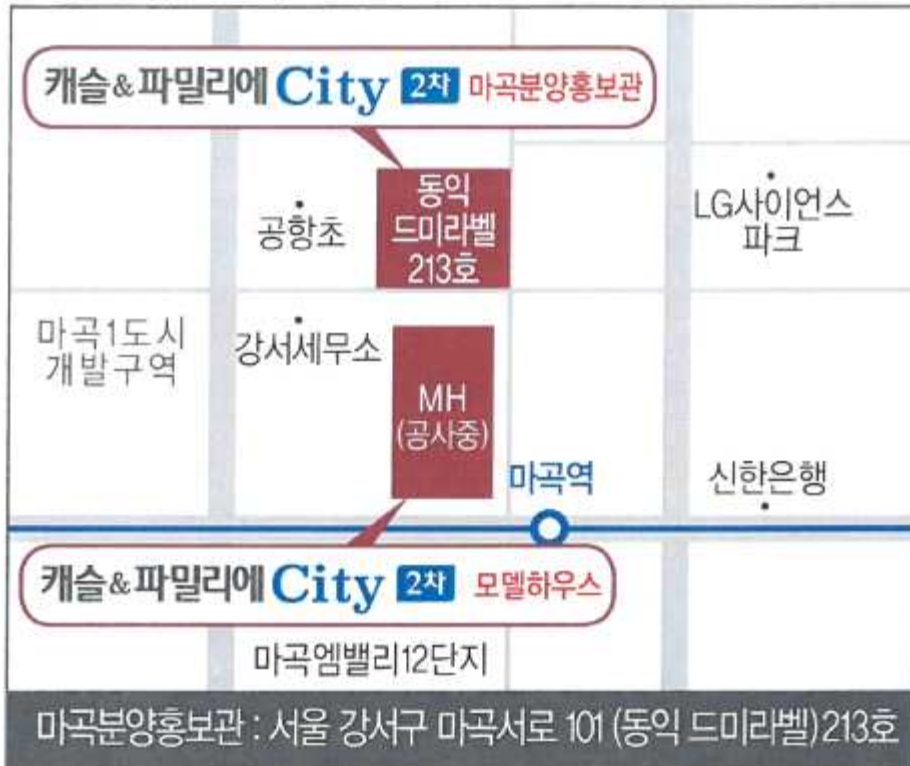 캐슬&파밀리에 City 2차 마곡분양홍보관
동익
드미라벨
213호
공항초
LG사이언스
파크
마곡1도시
개발구역
강서세무소
MH
(공사중)
마곡역
신한은행
캐슬&파밀리에 City 2차 모델하우스
마곡엠밸리12단지
마곡분양홍보관 : 서울 강서구 마곡서로 101 (동익 드미라벨) 213호